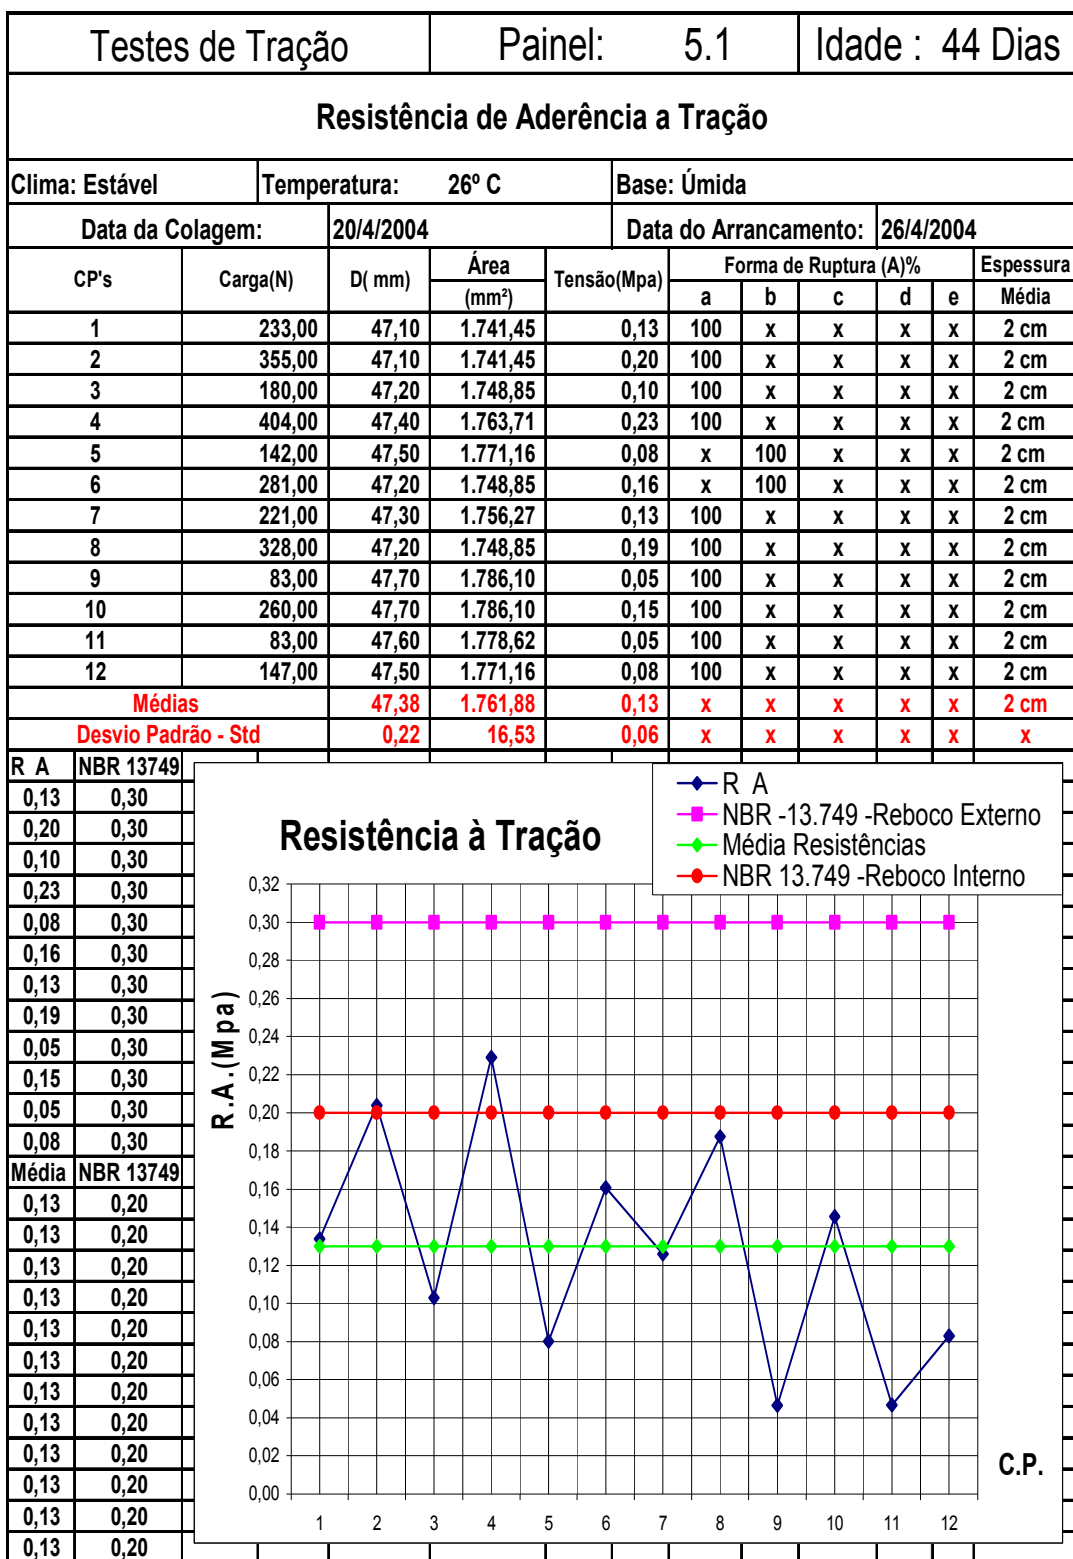 Testes de Tração Painel: 5.1 Idade : 44 Dias
Resistência de Aderência a Tração
Clima: Estável Temperatura: 26º C Base: Úmida
Data da Colagem: 20/4/2004 Data do Arrancamento: 26/4/2004
CP's Carga(N) D( mm) Área (mm²) Tensão(Mpa) Forma de Ruptura (A)% Espessura
a b c d e Média
1 233,00 47,10 1.741,45 0,13 100 x x x x 2 cm
2 355,00 47,10 1.741,45 0,20 100 x x x x 2 cm
3 180,00 47,20 1.748,85 0,10 100 x x x x 2 cm
4 404,00 47,40 1.763,71 0,23 100 x x x x 2 cm
5 142,00 47,50 1.771,16 0,08 x 100 x x x 2 cm
6 281,00 47,20 1.748,85 0,16 x 100 x x x 2 cm
7 221,00 47,30 1.756,27 0,13 100 x x x x 2 cm
8 328,00 47,20 1.748,85 0,19 100 x x x x 2 cm
9 83,00 47,70 1.786,10 0,05 100 x x x x 2 cm
10 260,00 47,70 1.786,10 0,15 100 x x x x 2 cm
11 83,00 47,60 1.778,62 0,05 100 x x x x 2 cm
12 147,00 47,50 1.771,16 0,08 100 x x x x 2 cm
Médias 47,38 1.761,88 0,13 x x x x x 2 cm
Desvio Padrão - Std 0,22 16,53 0,06 x x x x x x
R A NBR 13749
0,13 0,30
0,20 0,30
0,10 0,30
0,23 0,30
0,08 0,30
0,16 0,30
0,13 0,30
0,19 0,30
0,05 0,30
0,15 0,30
0,05 0,30
0,08 0,30
Média NBR 13749
0,13 0,20
0,13 0,20
0,13 0,20
0,13 0,20
0,13 0,20
0,13 0,20
0,13 0,20
0,13 0,20
0,13 0,20
0,13 0,20
0,13 0,20
0,13 0,20
Resistência à Tração
R A
NBR -13.749 -Reboco Externo
Média Resistências
NBR 13.749 -Reboco Interno
R.A.(Mpa)
0,32
0,30
0,28
0,26
0,24
0,22
0,20
0,18
0,16
0,14
0,12
0,10
0,08
0,06
0,04
0,02
0,00
1 2 3 4 5 6 7 8 9 10 11 12
C.P.